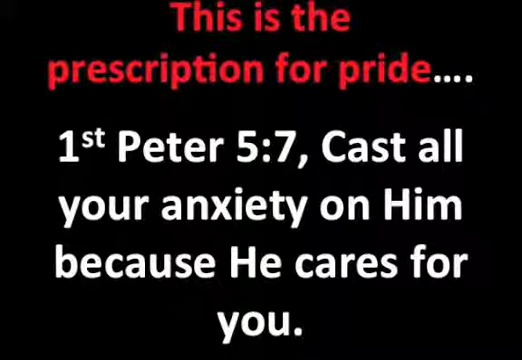 This is the
prescription for pride....
1st Peter 5:7, Cast all
your anxiety on Him
because He cares for
you.